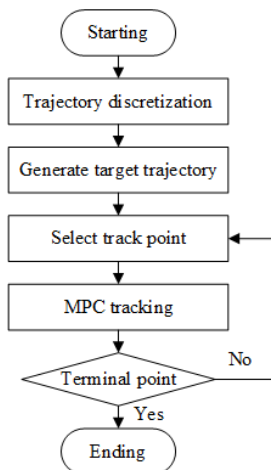 Starting
Trajectory discretization
Generate target trajectory
Select track point
MPC tracking
No
Terminal point
Yes
Ending